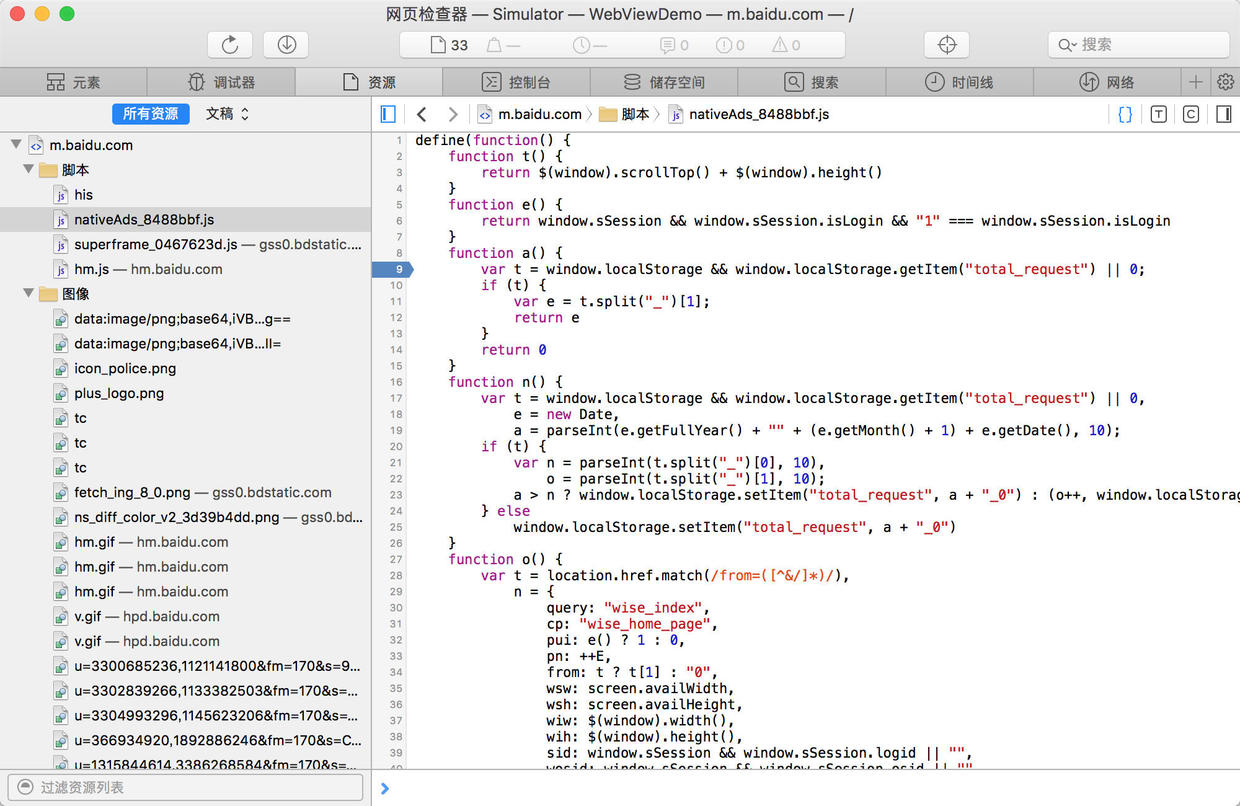 网页检查器 — Simulator — WebViewDemo — m.baidu.com — /
33 — — 0 0 0 搜索
元素 调试器 资源 控制台 储存空间 搜索 时间线 网络
所有资源 文稿 m.baidu.com 脚本 nativeAds_8488bbf.js {} T C
m.baidu.com
脚本
his
nativeAds_8488bbf.js
superframe_0467623d.js — gss0.bdstatic.…
hm.js — hm.baidu.com
图像
data:image/png;base64,iVB…g==
data:image/png;base64,iVB…II=
icon_police.png
plus_logo.png
tc
tc
tc
fetch_ing_8_0.png — gss0.bdstatic.com
ns_diff_color_v2_3d39b4dd.png — gss0.bd…
hm.gif — hm.baidu.com
hm.gif — hm.baidu.com
hm.gif — hm.baidu.com
v.gif — hpd.baidu.com
v.gif — hpd.baidu.com
u=3300685236,1121141800&fm=170&s=9…
u=3302839266,1133382503&fm=170&s=…
u=3304993296,1145623206&fm=170&s=…
u=366934920,1892886246&fm=170&s=C…
u=1315844614,3386268584&fm=170&s=…
过滤资源列表
1 define(function() {
2 function t() {
3 return $(window).scrollTop() + $(window).height()
4 }
5 function e() {
6 return window.sSession && window.sSession.isLogin && "1" === window.sSession.isLogin
7 }
8 function a() {
9 var t = window.localStorage && window.localStorage.getItem("total_request") || 0;
10 if (t) {
11 var e = t.split("_")[1];
12 return e
13 }
14 return 0
15 }
16 function n() {
17 var t = window.localStorage && window.localStorage.getItem("total_request") || 0,
18 e = new Date,
19 a = parseInt(e.getFullYear() + "" + (e.getMonth() + 1) + e.getDate(), 10);
20 if (t) {
21 var n = parseInt(t.split("_")[0], 10),
22 o = parseInt(t.split("_")[1], 10);
23 a > n ? window.localStorage.setItem("total_request", a + "_0") : (o++, window.localStorag
24 } else
25 window.localStorage.setItem("total_request", a + "_0")
26 }
27 function o() {
28 var t = location.href.match(/from=([^&/]*)/),
29 n = {
30 query: "wise_index",
31 cp: "wise_home_page",
32 pui: e() ? 1 : 0,
33 pn: ++E,
34 from: t ? t[1] : "0",
35 wsw: screen.availWidth,
36 wsh: screen.availHeight,
37 wiw: $(window).width(),
38 wih: $(window).height(),
39 sid: window.sSession && window.sSession.logid || "",